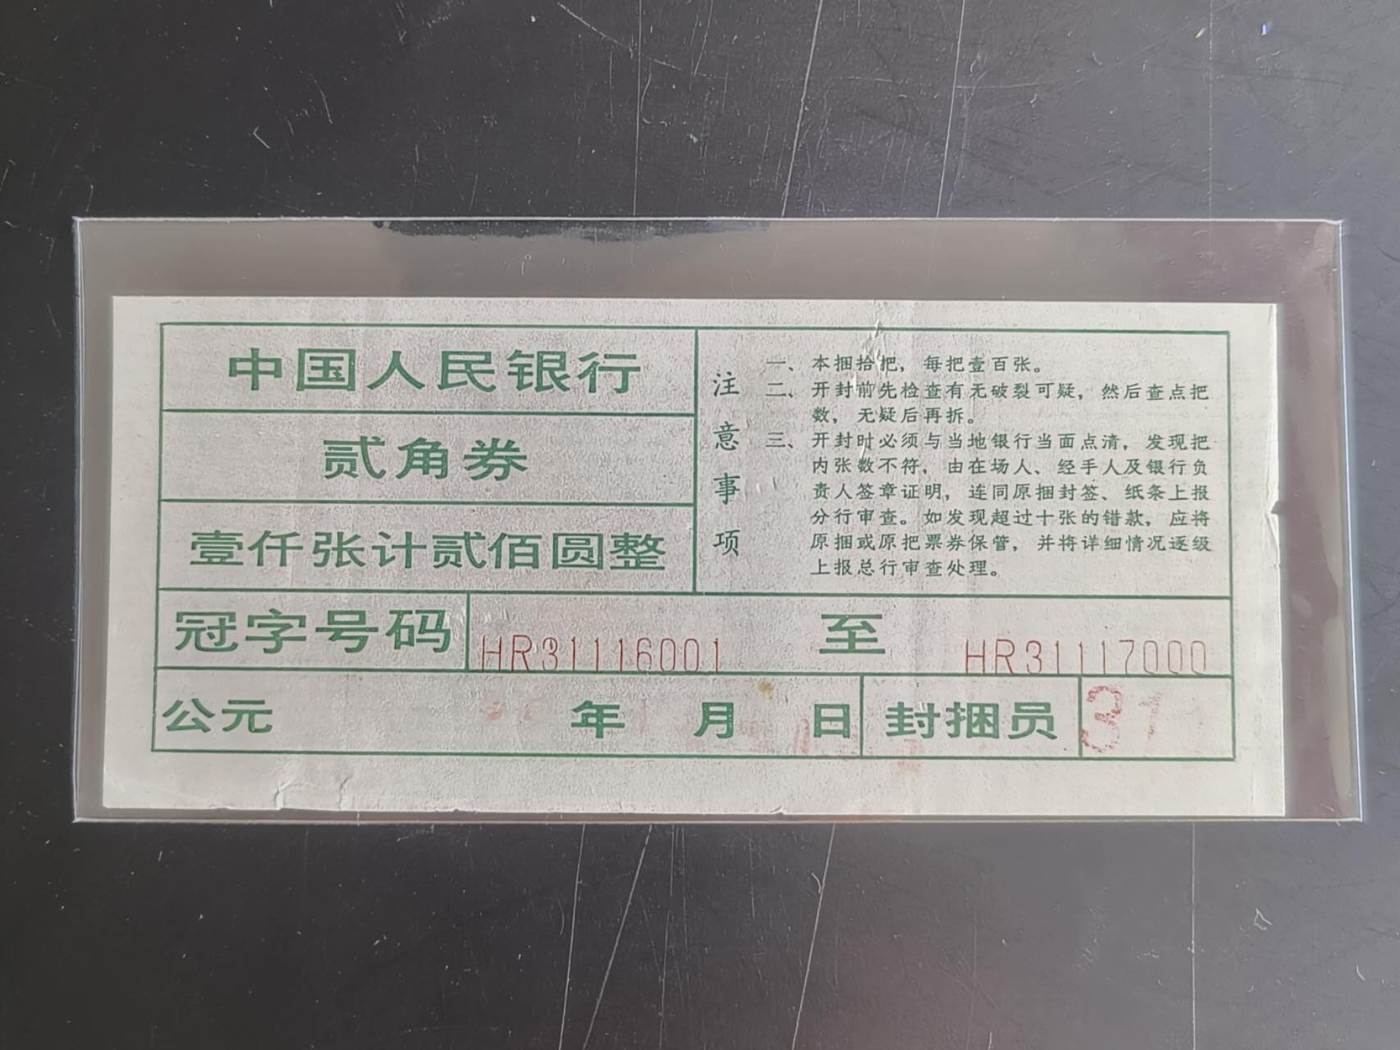 中国人民银行
贰角券
壹仟张计贰佰圆整
注意事项
一、本捆拾把，每把壹百张。
二、开封前先检查有无破裂可疑，然后查点把
数，无疑后再拆。
三、开封时必须与当地银行当面点清，发现把
内张数不符，由在场人、经手人及银行负
责人签章证明，连同原捆封签、纸条上报
分行审查。如发现超过十张的错款，应将
原捆或原把票券保管，并将详细情况逐级
上报总行审查处理。
冠字号码 HR31116001 至 HR31117000
公元 年 月 日 封捆员